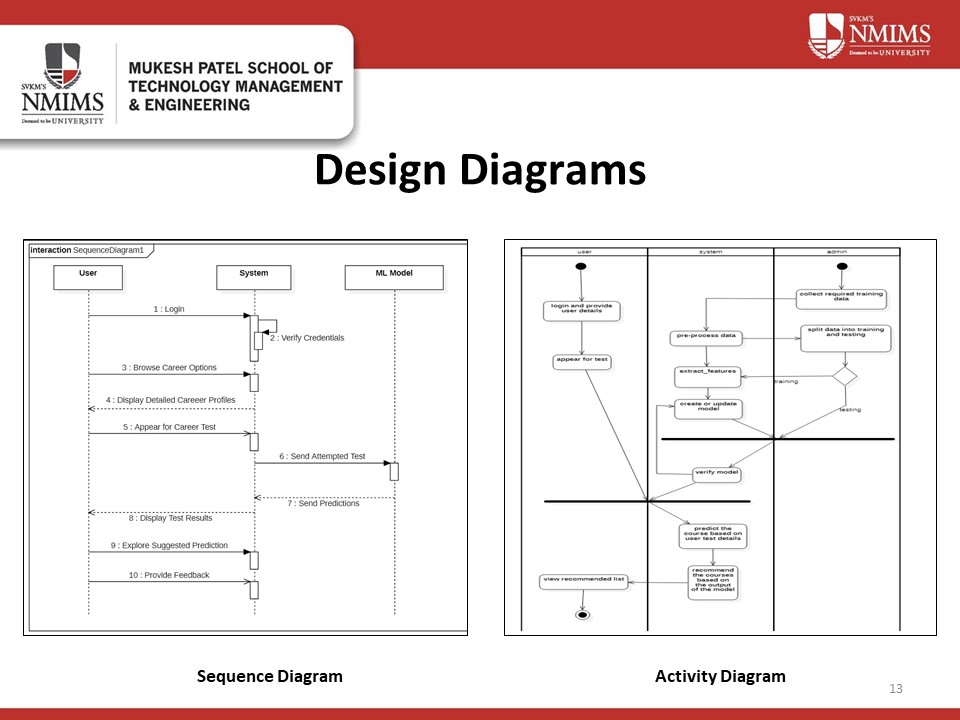 SVKM'S
NMIMS
Deemed to be UNIVERSITY
SVKM'S
NMIMS
Deemed to be UNIVERSITY
MUKESH PATEL SCHOOL OF
TECHNOLOGY MANAGEMENT
& ENGINEERING
Design Diagrams
interaction SequenceDiagram1
User
System
ML Model
1 : Login
2 : Verify Credentials
3 : Browse Career Options
4 : Display Detailed Careeer Profiles
5 : Appear for Career Test
6 : Send Attempted Test
7 : Send Predictions
8 : Display Test Results
9 : Explore Suggested Prediction
10 : Provide Feedback
user
system
admin
collect required training
data
login and provide
user details
pre-process data
split data into training
and testing
appear for test
extract_features
training
create or update
model
testing
verify model
predict the
course based on
user test details
recommend
the courses
based on
the output
of the model
view recommended list
Sequence Diagram
Activity Diagram
13